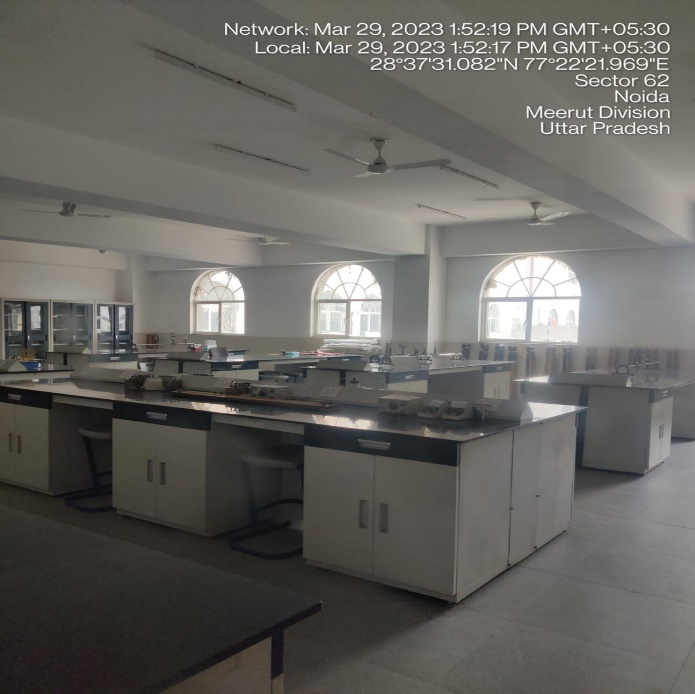 Network: Mar 29, 2023 1:52:19 PM GMT+05:30
Local: Mar 29, 2023 1:52:17 PM GMT+05:30
28°37'31.082"N 77°22'21.969"E
Sector 62
Noida
Meerut Division
Uttar Pradesh